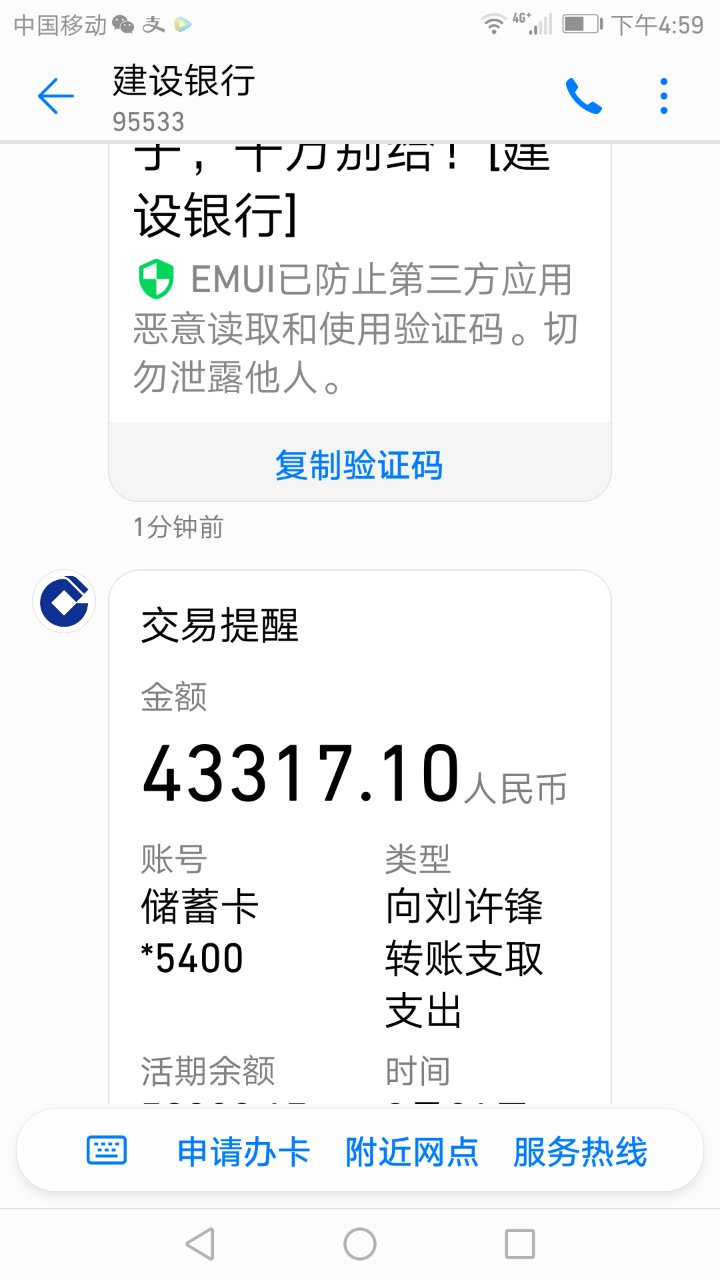 中国移动 4G+ 下午4:59
建设银行
95533
子，千万别给！[建
设银行]
EMUI已防止第三方应用
恶意读取和使用验证码。切
勿泄露他人。
复制验证码
1分钟前
交易提醒
金额
43317.10人民币
账号 类型
储蓄卡 向刘许锋
*5400 转账支取
支出
活期余额 时间
申请办卡 附近网点 服务热线